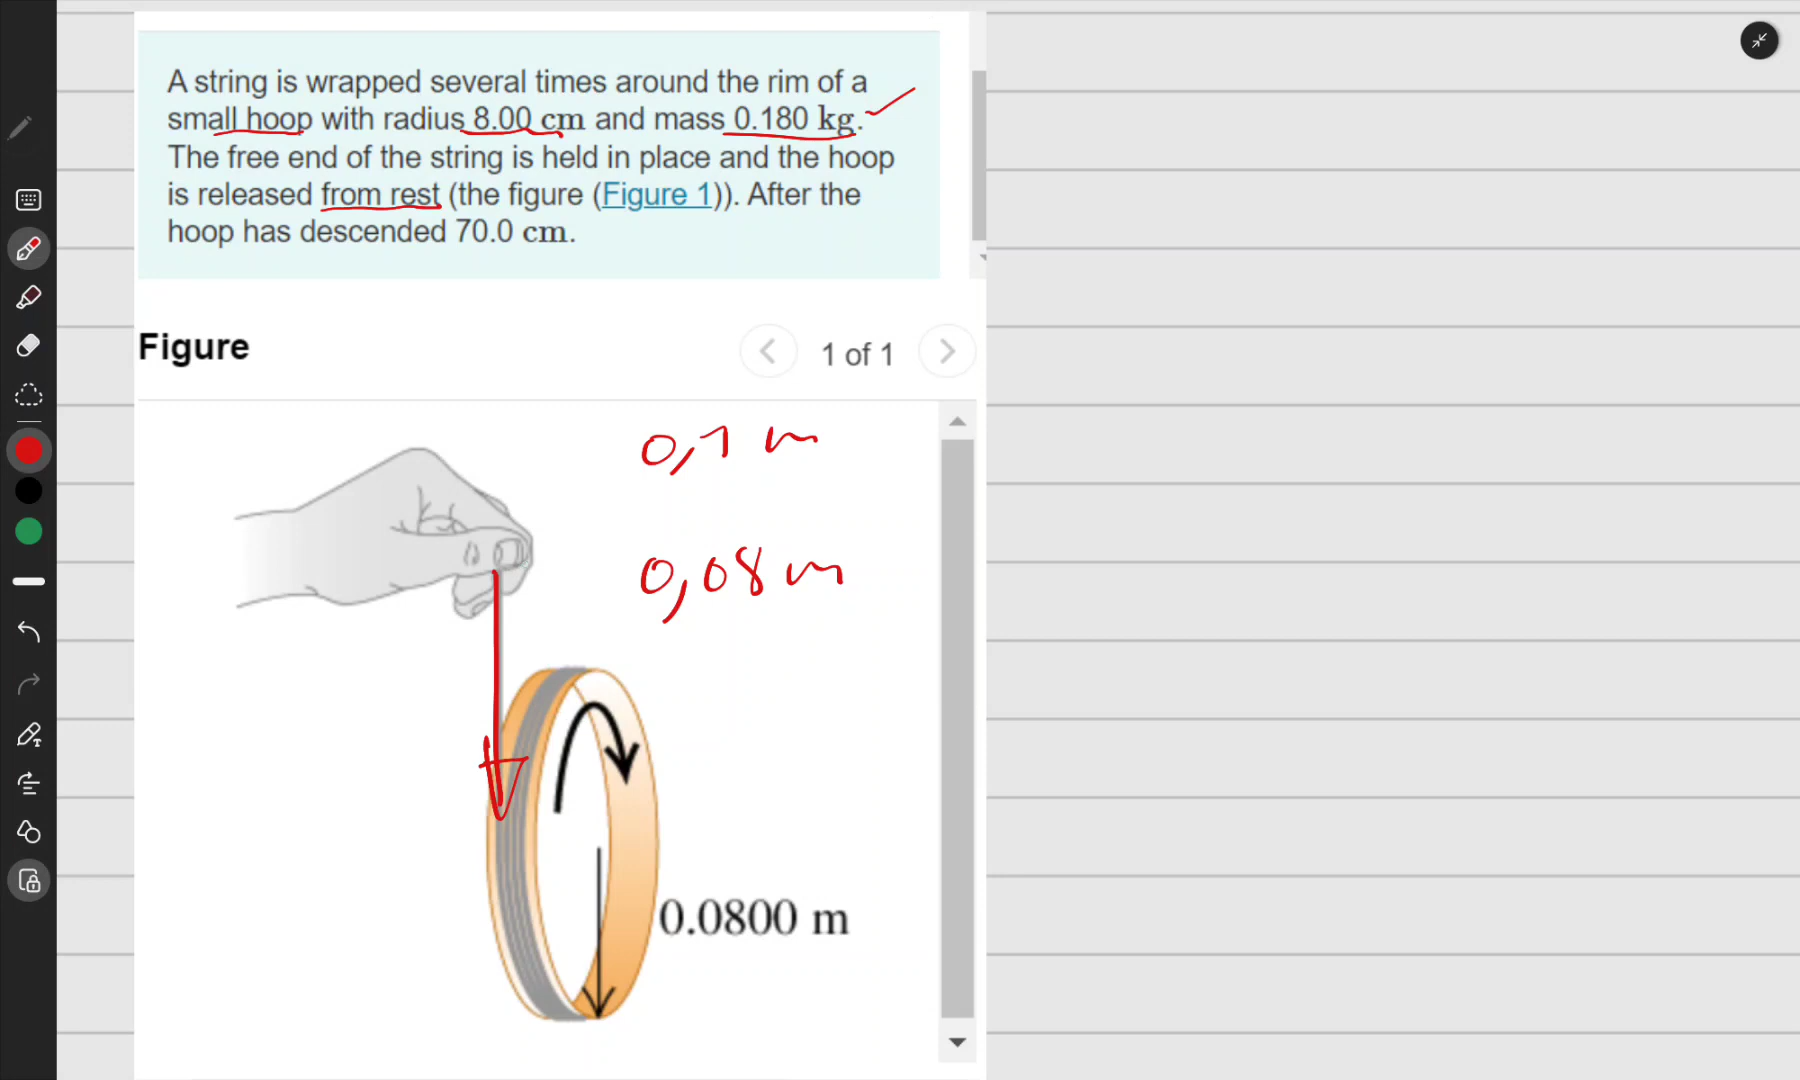 A string is wrapped several times around the rim of a
small hoop with radius 8.00 cm and mass 0.180 kg.
The free end of the string is held in place and the hoop
is released from rest (the figure (Figure 1)). After the
hoop has descended 70.0 cm.
Figure
1 of 1
0,7 m
0,08 m
0.0800 m